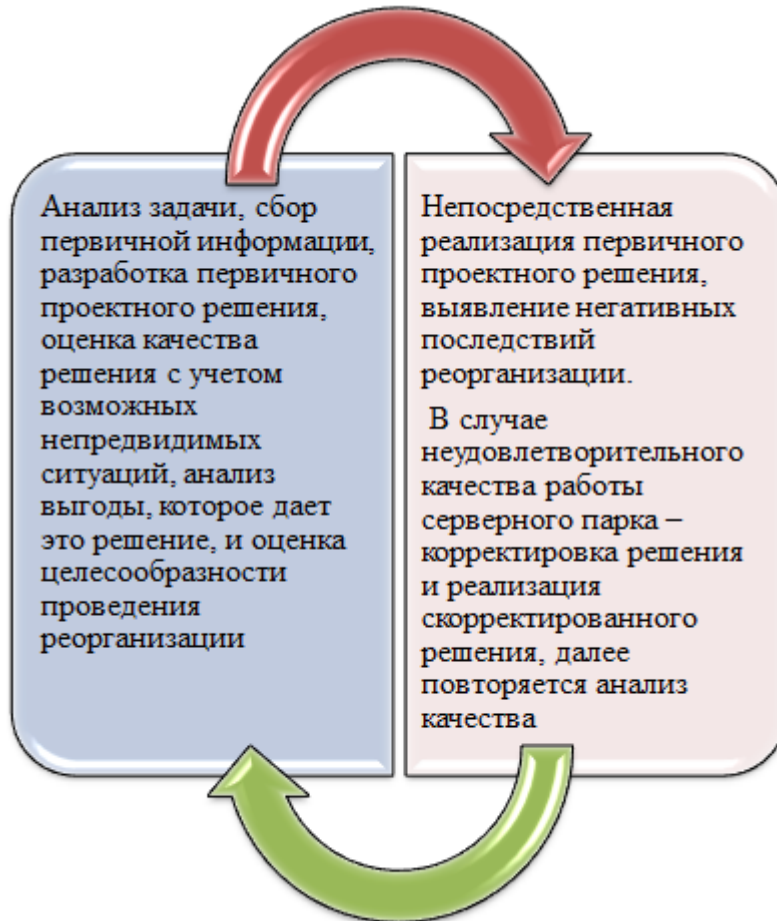 Анализ задачи, сбор
первичной информации,
разработка первичного
проектного решения,
оценка качества
решения с учетом
возможных
непредвидимых
ситуаций, анализ
выгоды, которое дает
это решение, и оценка
целесообразности
проведения
реорганизации
Непосредственная
реализация первичного
проектного решения,
выявление негативных
последствий
реорганизации.
В случае
неудовлетворительного
качества работы
серверного парка –
корректировка решения
и реализация
скорректированного
решения, далее
повторяется анализ
качества